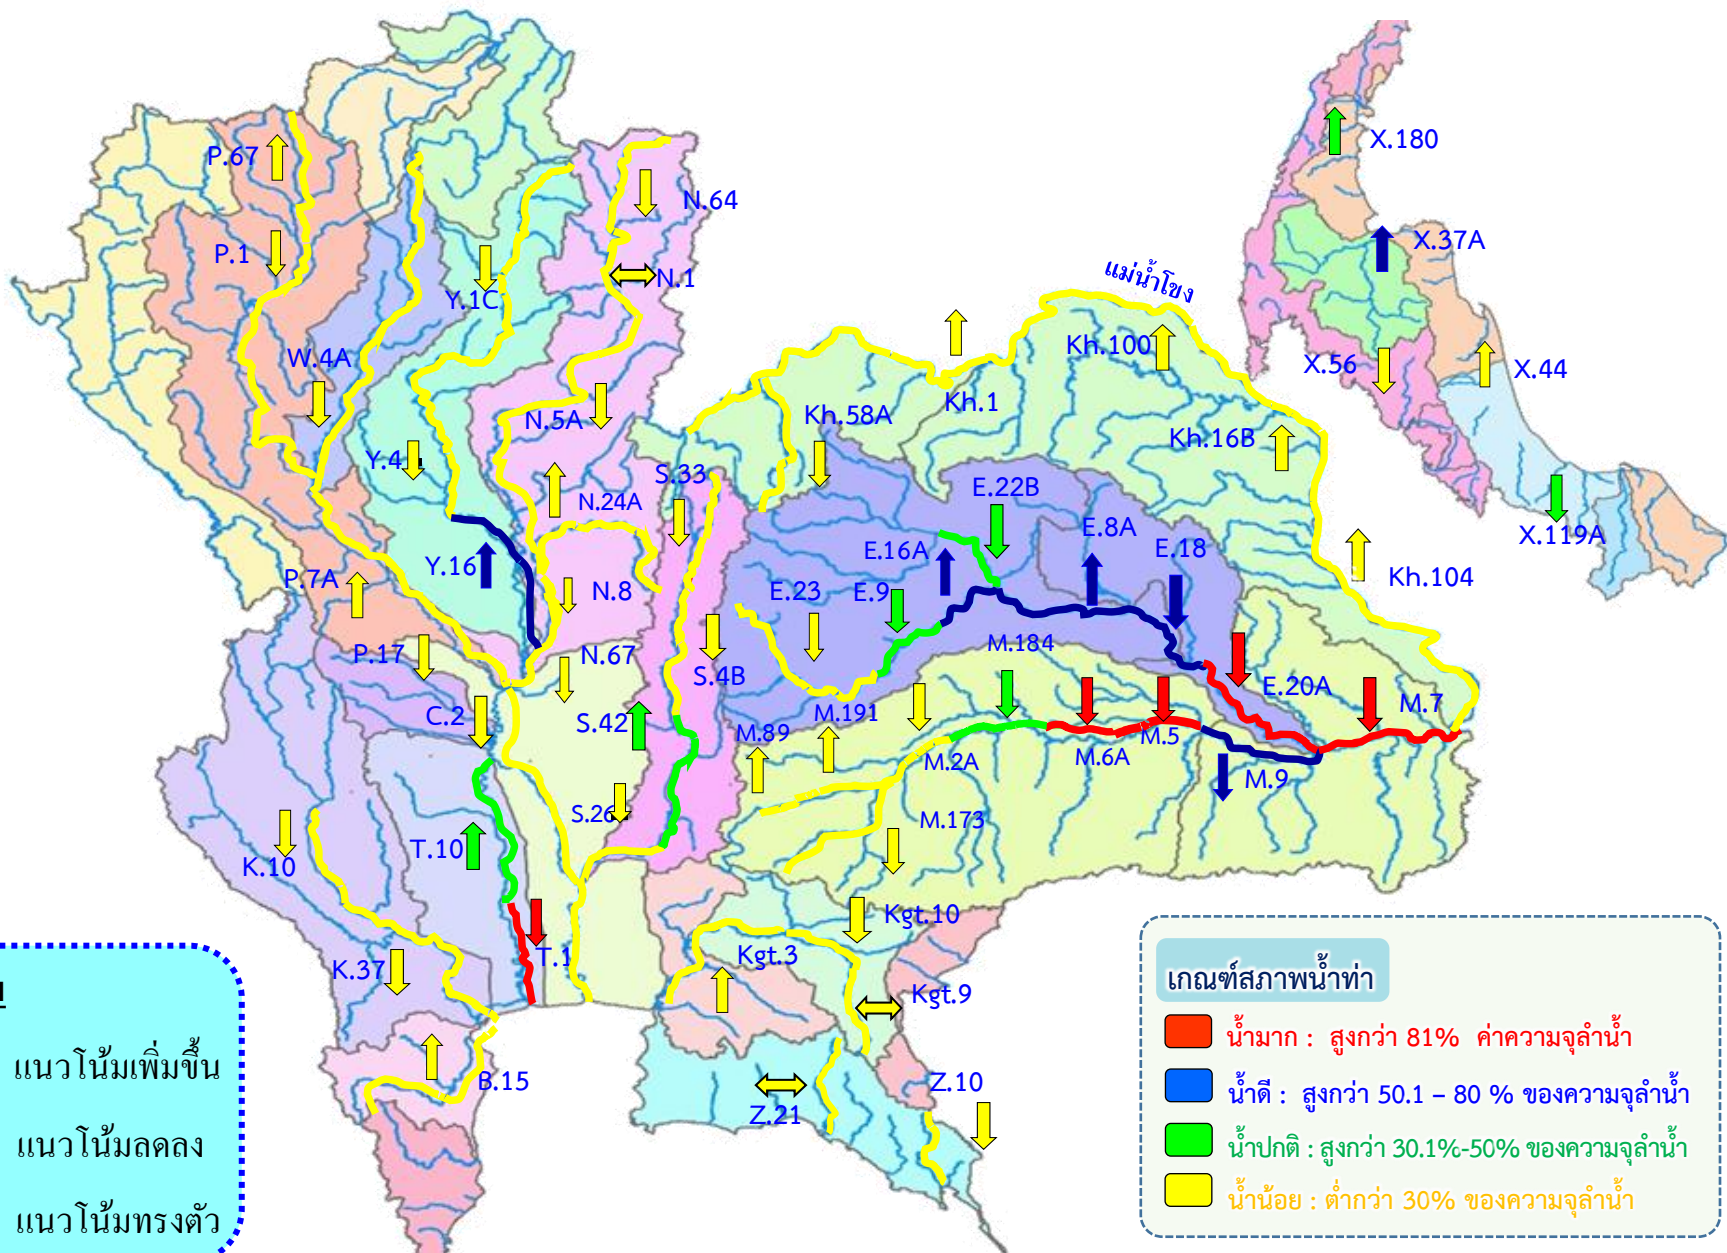 P.67
X.180
N.64
P.1
X.37A
แม่น้ำโขง
N.1
Y.1C
Kh.100
W.4A
X.56
X.44
Kh.1
Kh.58A
N.5A
Kh.16B
Y.4
S.33
E.22B
N.24A
E.8A
X.119A
E.16A
E.18
Y.16
P.7A
Kh.104
N.8
E.23
E.9
M.184
P.17
N.67
S.4B
E.20A
M.7
C.2
S.42
M.191
M.89
M.5
M.2A
M.6A
M.9
S.26
M.173
T.10
K.10
Kgt.10
Kgt.3
T.1
K.37
Kgt.9
B.15
Z.10
Z.21
แนวโน้มเพิ่มขึ้น
แนวโน้มลดลง
แนวโน้มทรงตัว
เกณฑ์สภาพน้ำท่า
น้ำมาก : สูงกว่า 81% ค่าความจุลำน้ำ
น้ำดี : สูงกว่า 50.1 – 80 % ของความจุลำน้ำ
น้ำปกติ : สูงกว่า 30.1%-50% ของความจุลำน้ำ
น้ำน้อย : ต่ำกว่า 30% ของความจุลำน้ำ